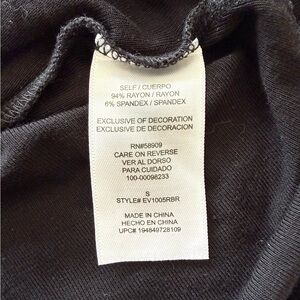 SELF / CUERPO
94% RAYON / RAYON
6% SPANDEX / SPANDEX
EXCLUSIVE OF DECORATION
EXCLUSIVE DE DECORACION
RN#58909
CARE ON REVERSE
VER AL DORSO
PARA CUIDADO
100-00098233
S
STYLE# EV1005RBR
MADE IN CHINA
HECHO EN CHINA
UPC# 194849728109